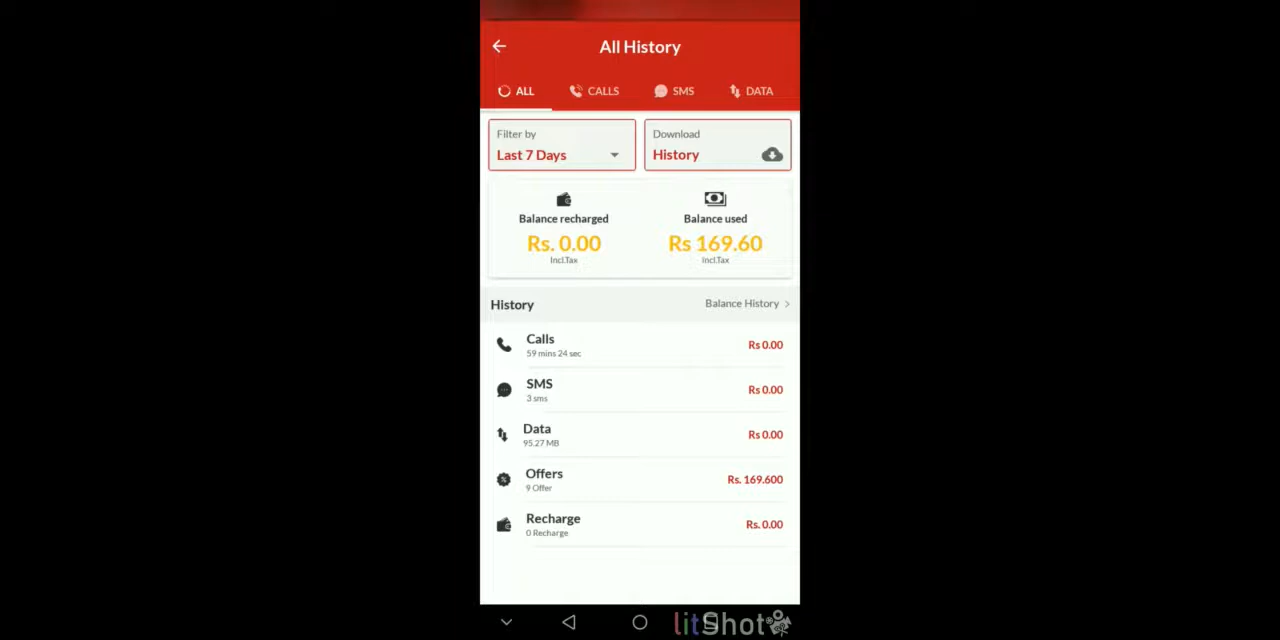 All History
ALL CALLS SMS DATA
Filter by
Last 7 Days
Download
History
Balance recharged
Rs. 0.00
Incl.Tax
Balance used
Rs 169.60
Incl.Tax
History Balance History
Calls
59 mins 24 sec
Rs 0.00
SMS
3 sms
Rs 0.00
Data
95.27 MB
Rs 0.00
Offers
9 Offer
Rs. 169.600
Recharge
0 Recharge
Rs. 0.00
litShot